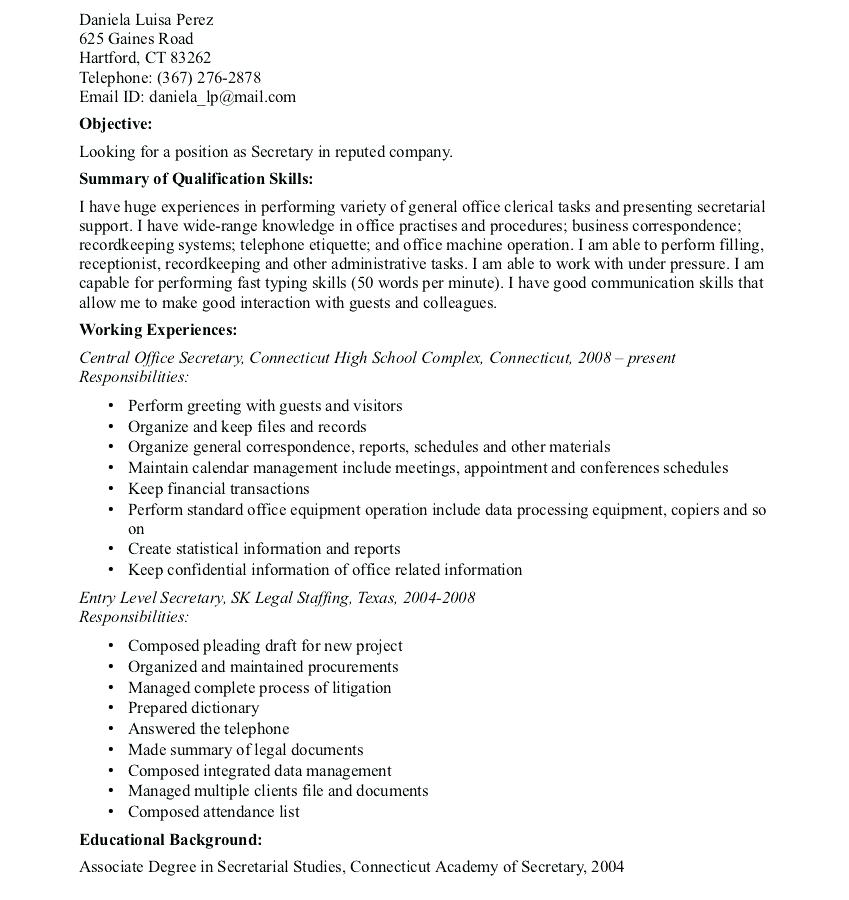 Daniela Luisa Perez
625 Gaines Road
Hartford, CT 83262
Telephone: (367) 276-2878
Email ID: daniela_lp@mail.com
Objective:
Looking for a position as Secretary in reputed company.
Summary of Qualification Skills:
I have huge experiences in performing variety of general office clerical tasks and presenting secretarial
support. I have wide-range knowledge in office practises and procedures; business correspondence;
recordkeeping systems; telephone etiquette; and office machine operation. I am able to perform filling,
receptionist, recordkeeping and other administrative tasks. I am able to work with under pressure. I am
capable for performing fast typing skills (50 words per minute). I have good communication skills that
allow me to make good interaction with guests and colleagues.
Working Experiences:
Central Office Secretary, Connecticut High School Complex, Connecticut, 2008 – present
Responsibilities:
• Perform greeting with guests and visitors
• Organize and keep files and records
• Organize general correspondence, reports, schedules and other materials
• Maintain calendar management include meetings, appointment and conferences schedules
• Keep financial transactions
• Perform standard office equipment operation include data processing equipment, copiers and so
on
• Create statistical information and reports
• Keep confidential information of office related information
Entry Level Secretary, SK Legal Staffing, Texas, 2004-2008
Responsibilities:
• Composed pleading draft for new project
• Organized and maintained procurements
• Managed complete process of litigation
• Prepared dictionary
• Answered the telephone
• Made summary of legal documents
• Composed integrated data management
• Managed multiple clients file and documents
• Composed attendance list
Educational Background:
Associate Degree in Secretarial Studies, Connecticut Academy of Secretary, 2004